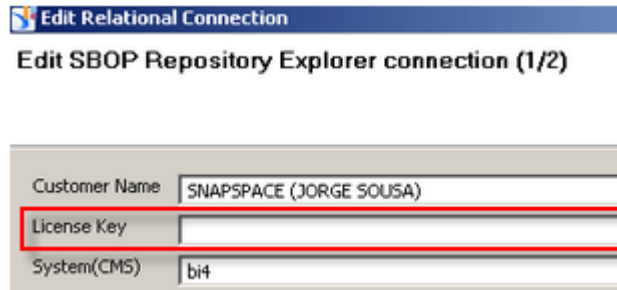 Edit Relational Connection
Edit SBOP Repository Explorer connection (1/2)
Customer Name SNAPSPACE (JORGE SOUSA)
License Key
System(CMS) bi4